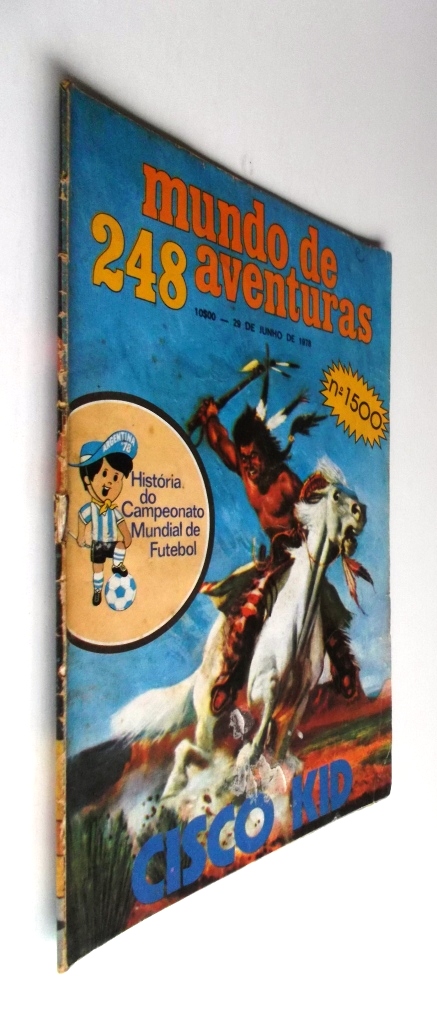 mundo de
248 aventuras
10$00 — 29 DE JUNHO DE 1978
nº 1500
ARGENTINA
'78
História
do
Campeonato
Mundial de
Futebol
CISCO KID